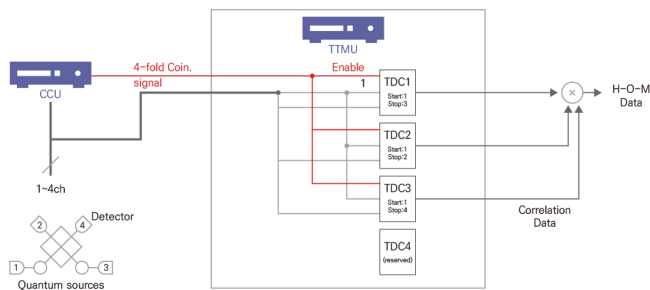 TTMU
4-fold Coin.
signal
Enable
CCU
1
TDC1
Start:1
Stop:3
H-O-M
Data
TDC2
Start:1
Stop:2
1~4ch
TDC3
Start:1
Stop:4
Correlation
Data
Detector
2
4
1
3
Quantum sources
TDC4
(reserved)